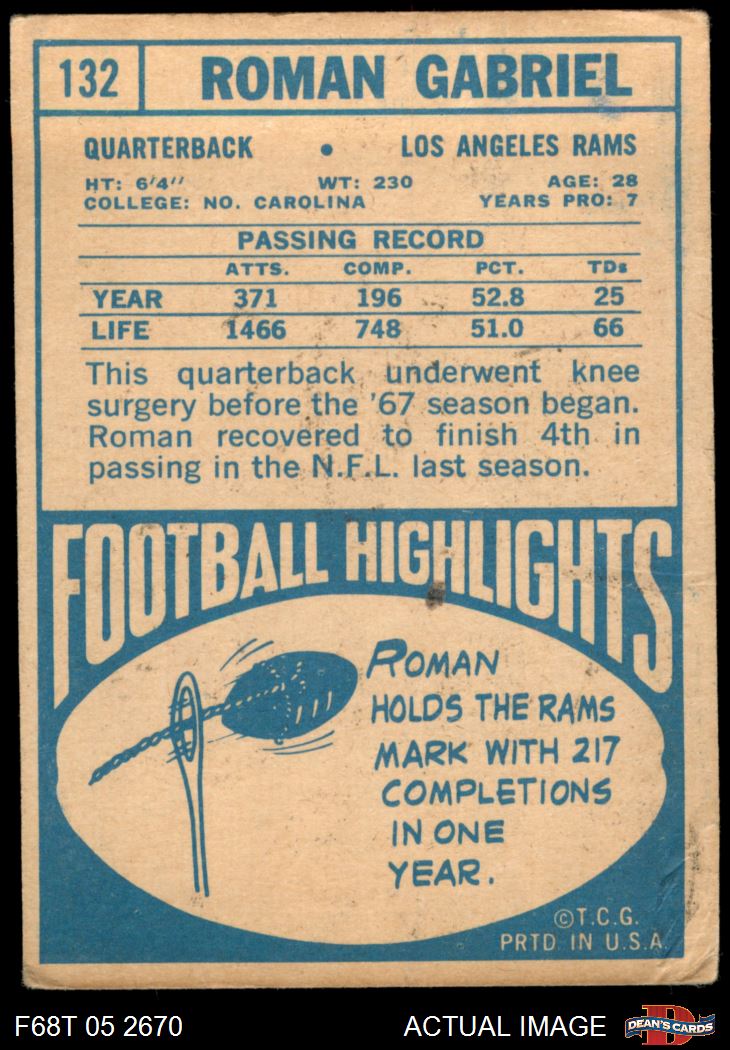 132 ROMAN GABRIEL
QUARTERBACK • LOS ANGELES RAMS
HT: 6'4" WT: 230 AGE: 28
COLLEGE: NO. CAROLINA YEARS PRO: 7
PASSING RECORD
ATTS. COMP. PCT. TDs
YEAR 371 196 52.8 25
LIFE 1466 748 51.0 66
This quarterback underwent knee
surgery before the '67 season began.
Roman recovered to finish 4th in
passing in the N.F.L. last season.
FOOTBALL HIGHLIGHTS
ROMAN
HOLDS THE RAMS
MARK WITH 217
COMPLETIONS
IN ONE
YEAR.
©T.C.G.
PRTD. IN U.S.A.
F68T 05 2670 ACTUAL IMAGE
D
DEAN'S CARDS